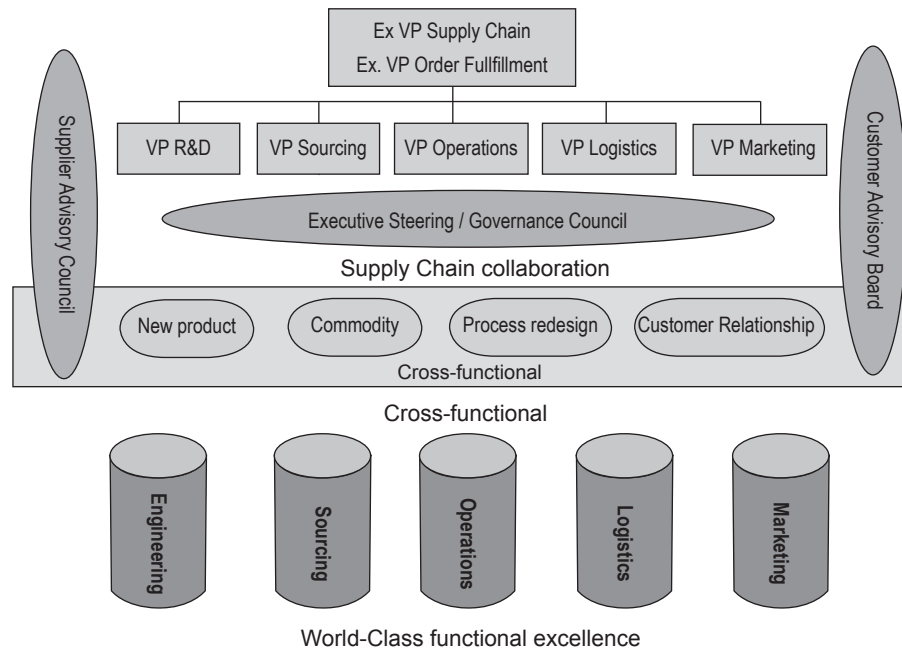 Ex VP Supply Chain
Ex. VP Order Fullfillment
Supplier Advisory Council
Customer Advisory Board
VP R&D
VP Sourcing
VP Operations
VP Logistics
VP Marketing
Executive Steering / Governance Council
Supply Chain collaboration
New product
Commodity
Process redesign
Customer Relationship
Cross-functional
Cross-functional
Engineering
Sourcing
Operations
Logistics
Marketing
World-Class functional excellence